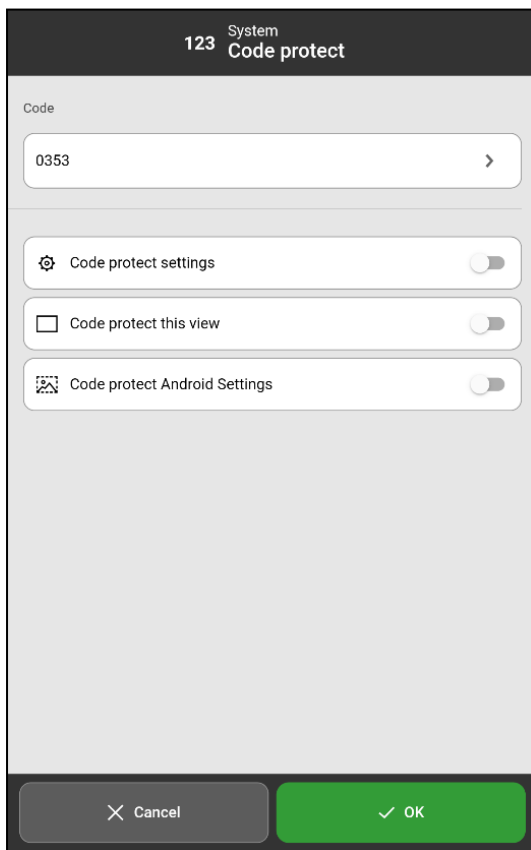 123
System
Code protect
Code
0353
Code protect settings
Code protect this view
Code protect Android Settings
Cancel
OK